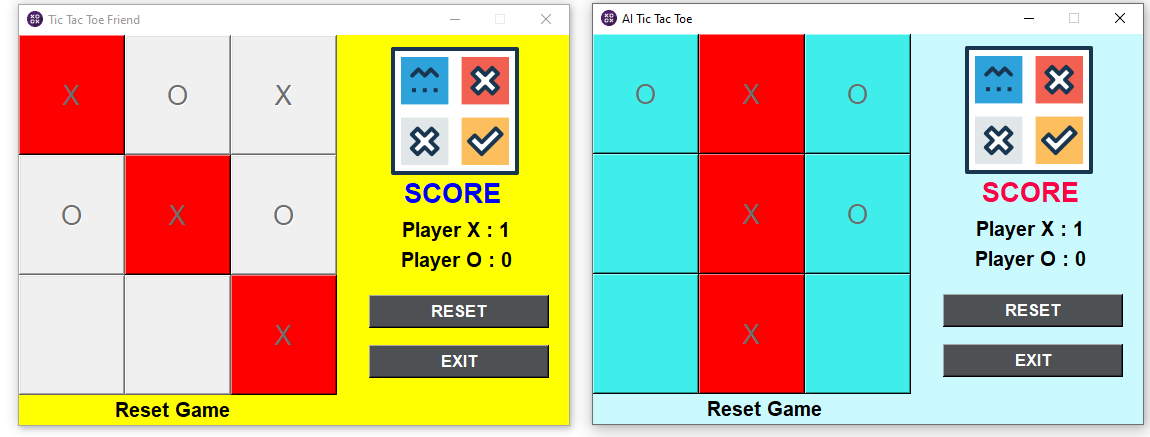 Tic Tac Toe Friend
X O X
O X O
X
SCORE
Player X : 1
Player O : 0
RESET
EXIT
Reset Game
AI Tic Tac Toe
O X O
X O
X
SCORE
Player X : 1
Player O : 0
RESET
EXIT
Reset Game